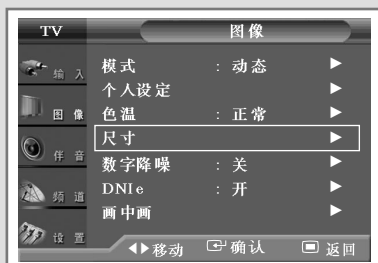 TV 图像
输入
图像
伴音
频道
设置
模式 : 动态 ▶
个人设定 ▶
色温 : 正常 ▶
尺寸 ▶
数字降噪 : 关 ▶
DNIe : 开 ▶
画中画 ▶
◀▶移动 确认 返回